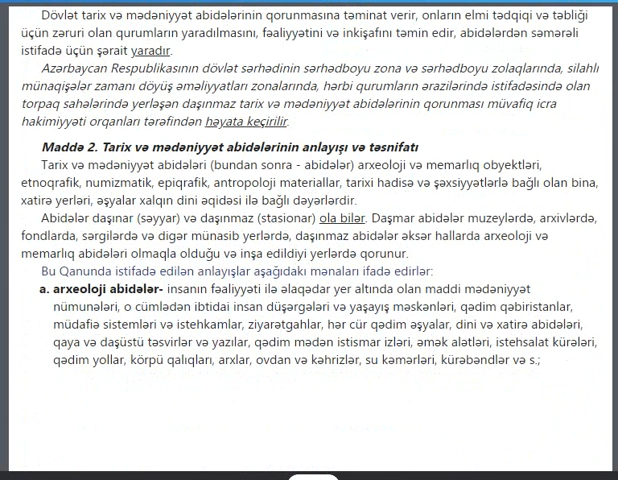 Dövlət tarix və mədəniyyət abidələrinin qorunmasına təminat verir, onların elmi tədqiqi və təbliği
üçün zəruri olan qurumların yaradılmasını, fəaliyyətini və inkişafını təmin edir, abidələrdən səmərəli
istifadə üçün şərait yaradır.
Azərbaycan Respublikasının dövlət sərhədinin sərhədboyu zona və sərhədboyu zolaqlarında, silahlı
münaqişələr zamanı döyüş əməliyyatları zonalarında, hərbi qurumların ərazilərində istifadəsində olan
torpaq sahələrində yerləşən daşınmaz tarix və mədəniyyət abidələrinin qorunması müvafiq icra
hakimiyyəti orqanları tərəfindən həyata keçirilir.
Maddə 2. Tarix və mədəniyyət abidələrinin anlayışı və təsnifatı
Tarix və mədəniyyət abidələri (bundan sonra - abidələr) arxeoloji və memarlıq obyektləri,
etnoqrafik, numizmatik, epiqrafik, antropoloji materiallar, tarixi hadisə və şəxsiyyətlərlə bağlı olan bina,
xatirə yerləri, əşyalar xalqın dini əqidəsi ilə bağlı dəyərlərdir.
Abidələr daşınar (səyyar) və daşınmaz (stasionar) ola bilər. Daşınar abidələr muzeylərdə, arxivlərdə,
fondlarda, sərgilərdə və digər münasib yerlərdə, daşınmaz abidələr əksər hallarda arxeoloji və
memarlıq abidələri olmaqla olduğu və inşa edildiyi yerlərdə qorunur.
Bu Qanunda istifadə edilən anlayışlar aşağıdakı mənaları ifadə edirlər:
a. arxeoloji abidələr- insanın fəaliyyəti ilə əlaqədar yer altında olan maddi mədəniyyət
nümunələri, o cümlədən ibtidai insan düşərgələri və yaşayış məskənləri, qədim qəbiristanlar,
müdafiə sistemləri və istehkamlar, ziyarətgahlar, hər cür qədim əşyalar, dini və xatirə abidələri,
qaya və daşüstü təsvirlər və yazılar, qədim mədən istismar izləri, əmək alətləri, istehsalat kürələri,
qədim yollar, körpü qalıqları, arxlar, ovdan və kəhrizlər, su kəmərləri, kürəbəndlər və s.;